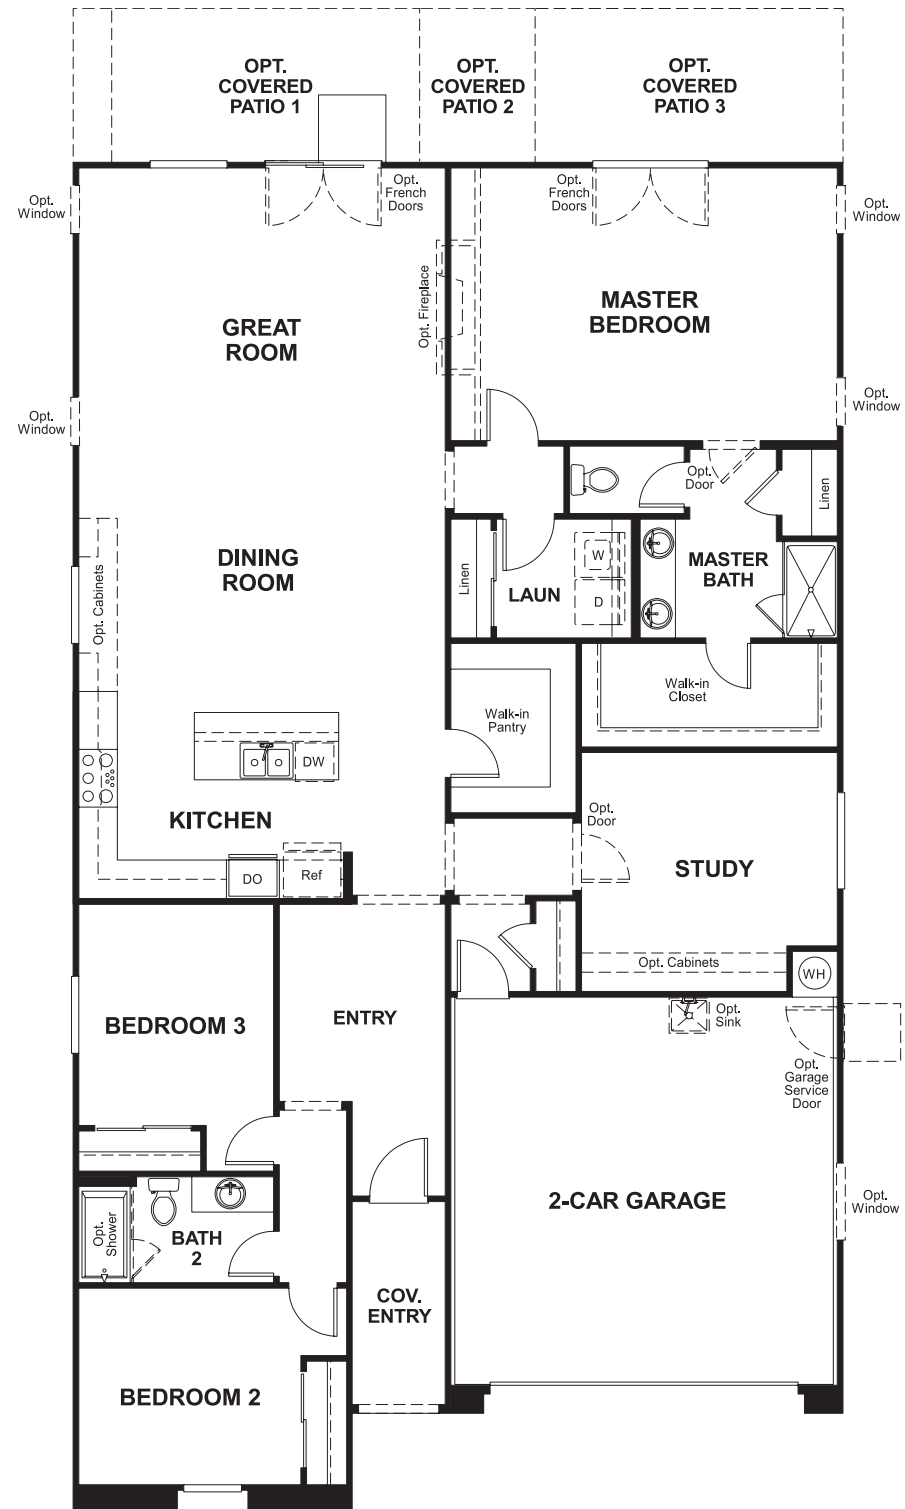 OPT.
COVERED
PATIO 1
OPT.
COVERED
PATIO 2
OPT.
COVERED
PATIO 3
Opt.
Window
Opt.
French
Doors
Opt.
French
Doors
Opt.
Window
GREAT
ROOM
Opt. Fireplace
MASTER
BEDROOM
Opt.
Window
Opt.
Window
Opt.
Door
Linen
DINING
ROOM
Opt. Cabinets
Linen
LAUN
W
D
MASTER
BATH
Walk-in
Closet
Walk-in
Pantry
DW
KITCHEN
DO
Ref
Opt.
Door
STUDY
Opt. Cabinets
WH
BEDROOM 3
ENTRY
Opt.
Sink
Opt.
Garage
Service
Door
2-CAR GARAGE
Opt.
Window
Opt.
Shower
BATH
2
COV.
ENTRY
BEDROOM 2